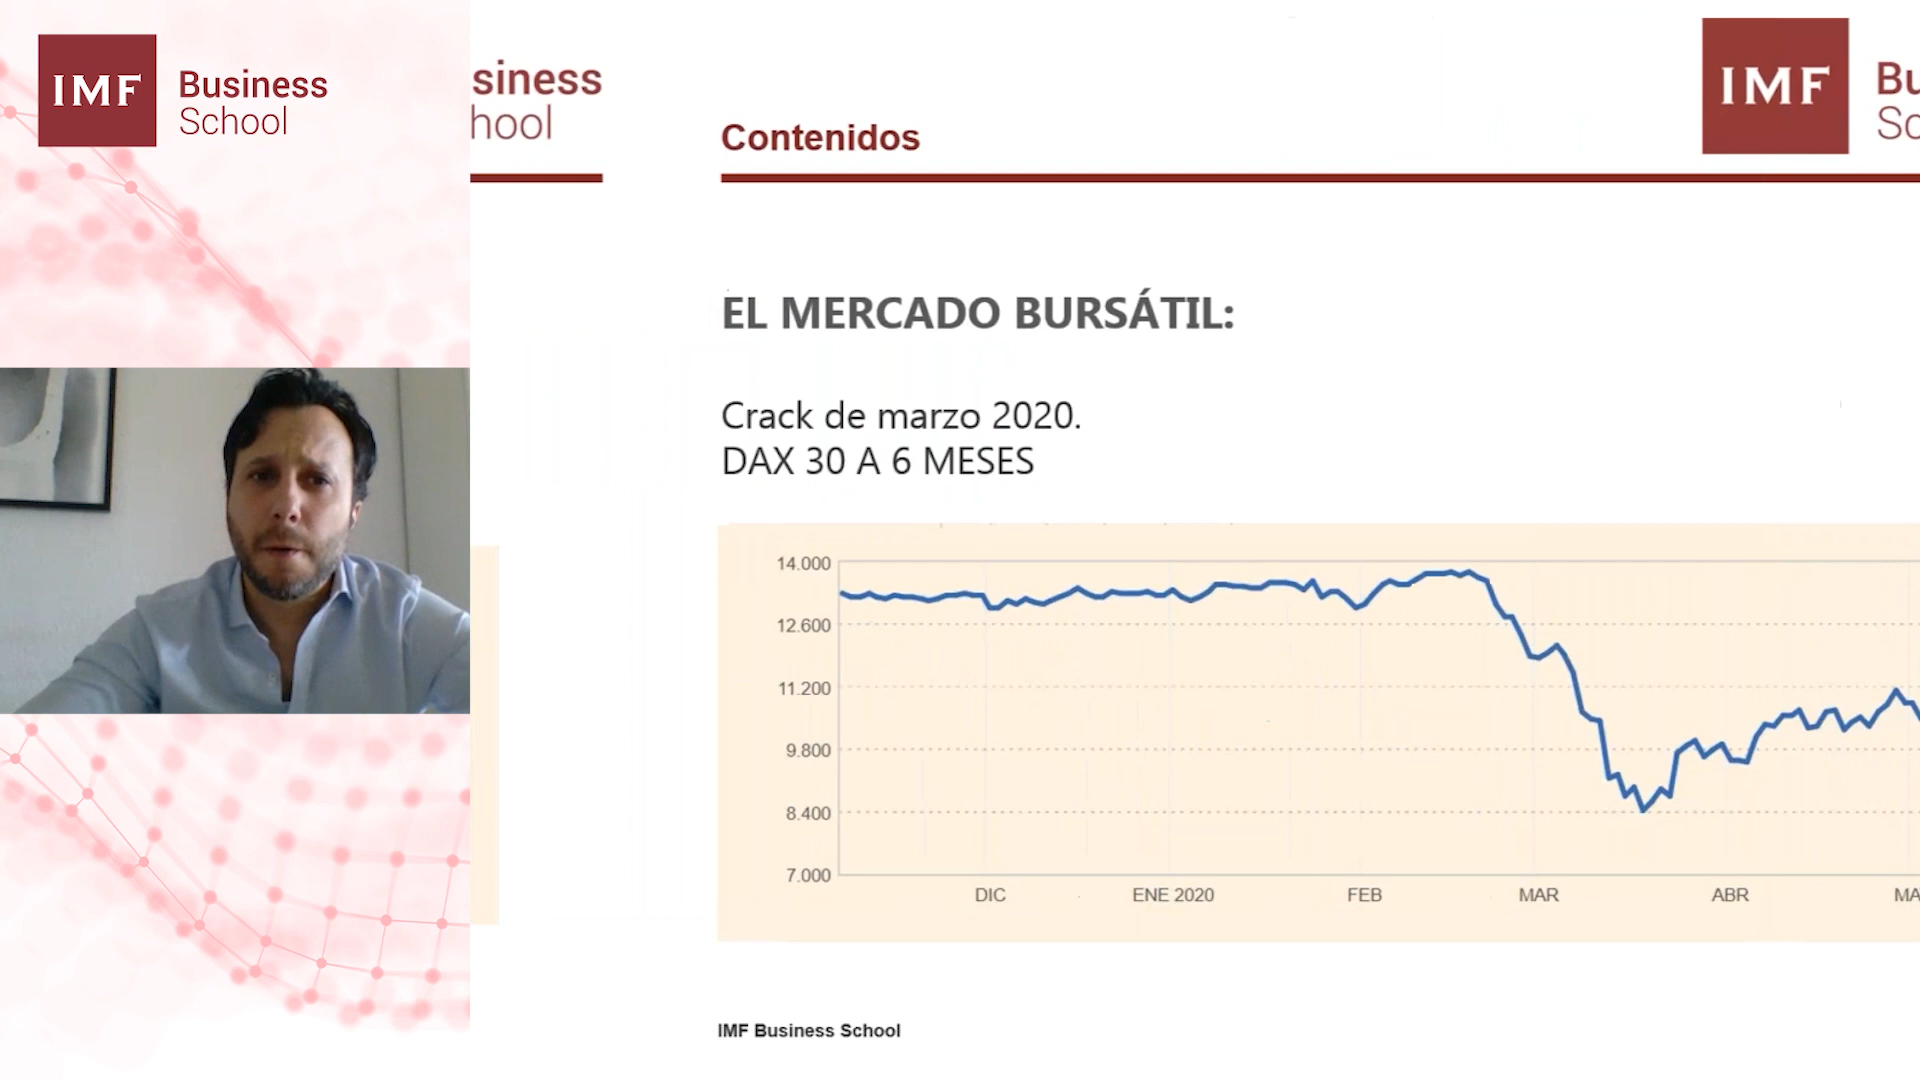 IMF
Business
School
siness
hool
Contenidos
IMF
Bu
Sc
EL MERCADO BURSÁTIL:
Crack de marzo 2020.
DAX 30 A 6 MESES
14.000
12.600
11.200
9.800
8.400
7.000
DIC
ENE 2020
FEB
MAR
ABR
MA
IMF Business School